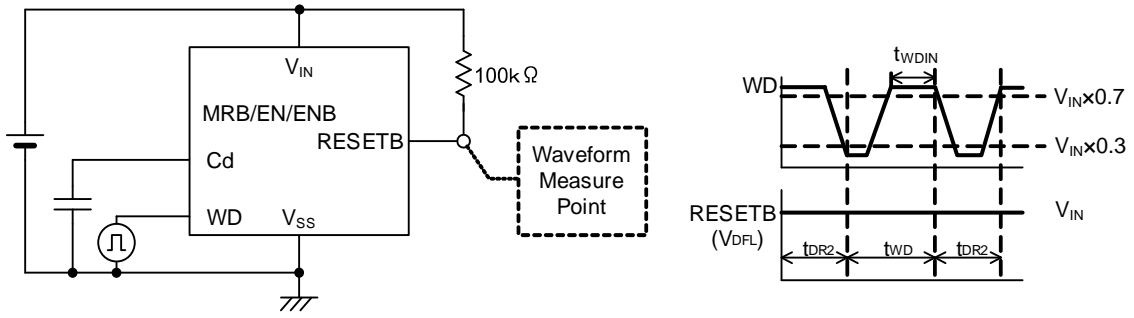 V_IN
MRB/EN/ENB
RESETB
Cd
WD
V_SS
100kΩ
Waveform
Measure
Point
t_WDIN
WD
V_IN×0.7
V_IN×0.3
RESETB
(V_DFL)
V_IN
t_DR2
t_WD
t_DR2